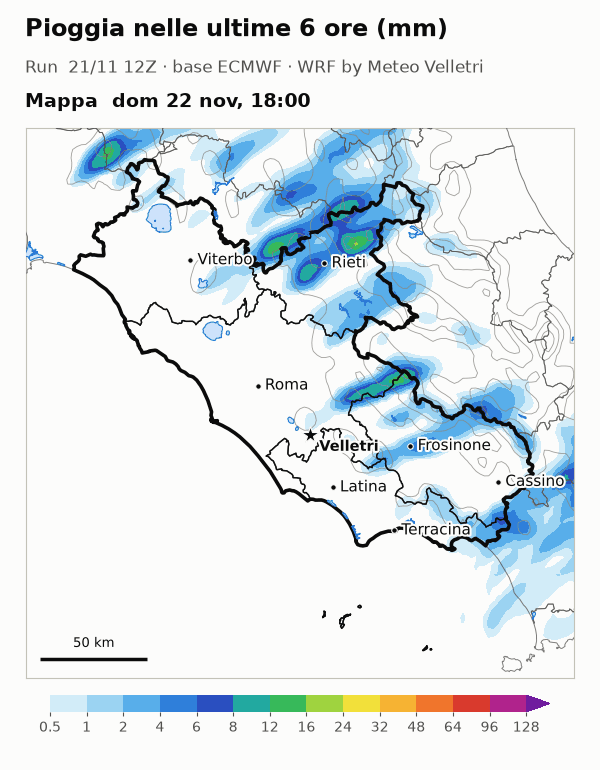 Pioggia nelle ultime 6 ore (mm)
Run  21/11 12Z · base ECMWF · WRF by Meteo Velletri
Mappa  dom 22 nov, 18:00
Viterbo
Rieti
Roma
Velletri
Frosinone
Latina
Cassino
Terracina
50 km
0.5 1 2 4 6 8 12 16 24 32 48 64 96 128